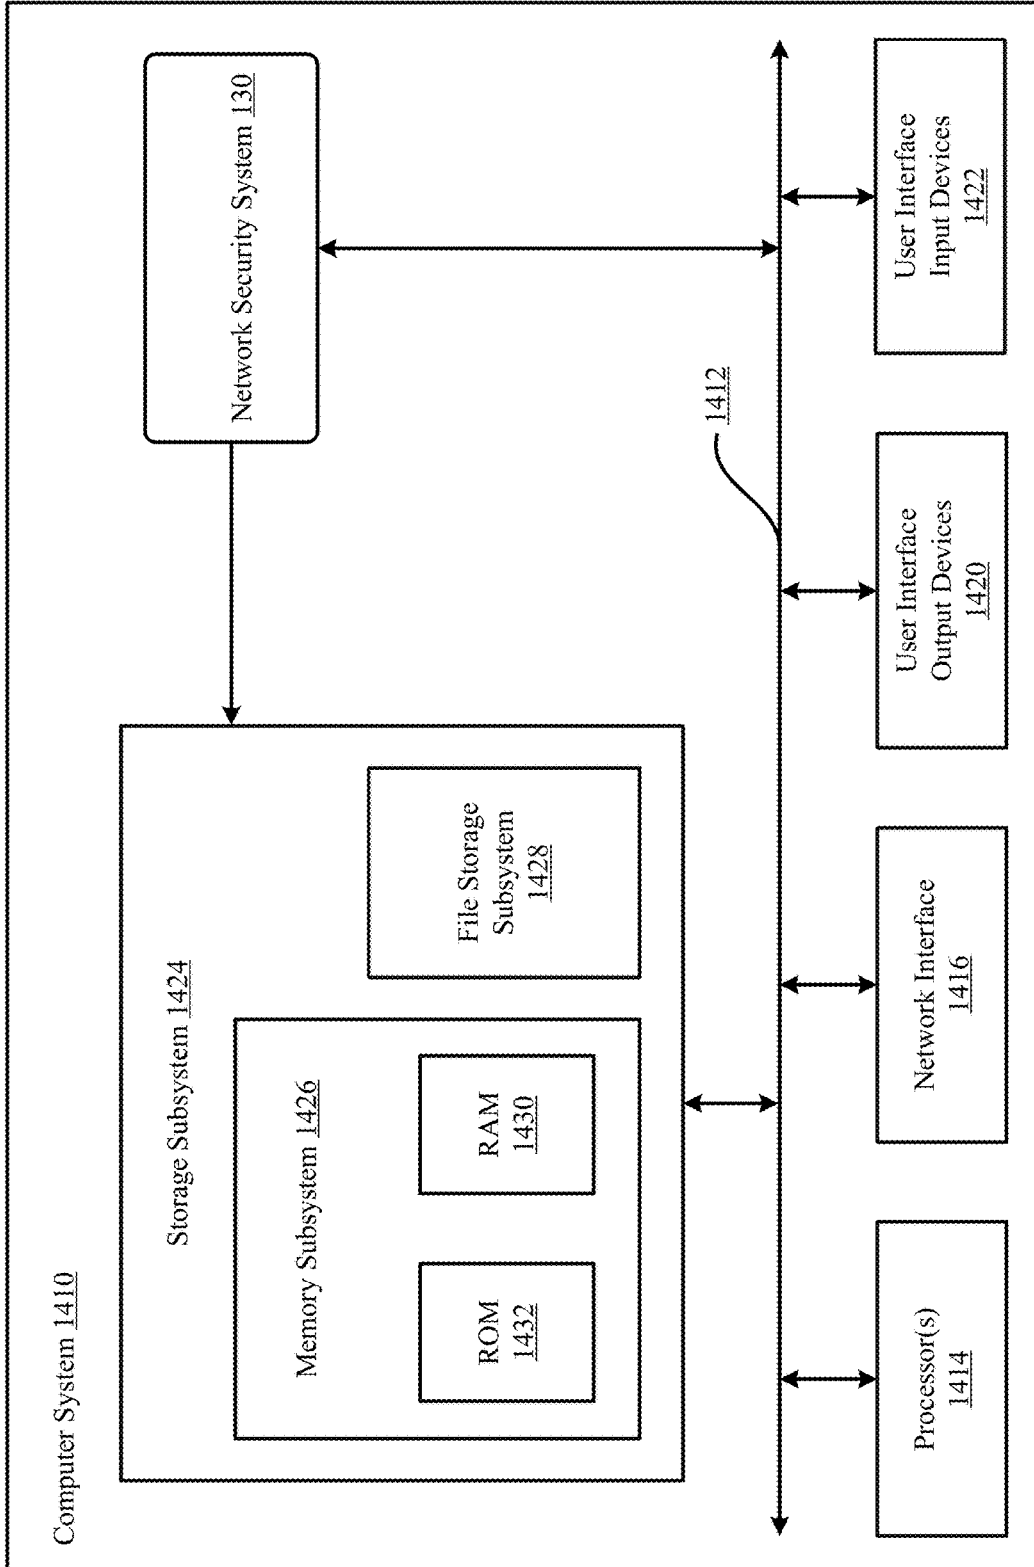 Computer System 1410
Storage Subsystem 1424
Memory Subsystem 1426
ROM
1432
RAM
1430
File Storage
Subsystem
1428
Network Security System 130
1412
Processor(s)
1414
Network Interface
1416
User Interface
Output Devices
1420
User Interface
Input Devices
1422